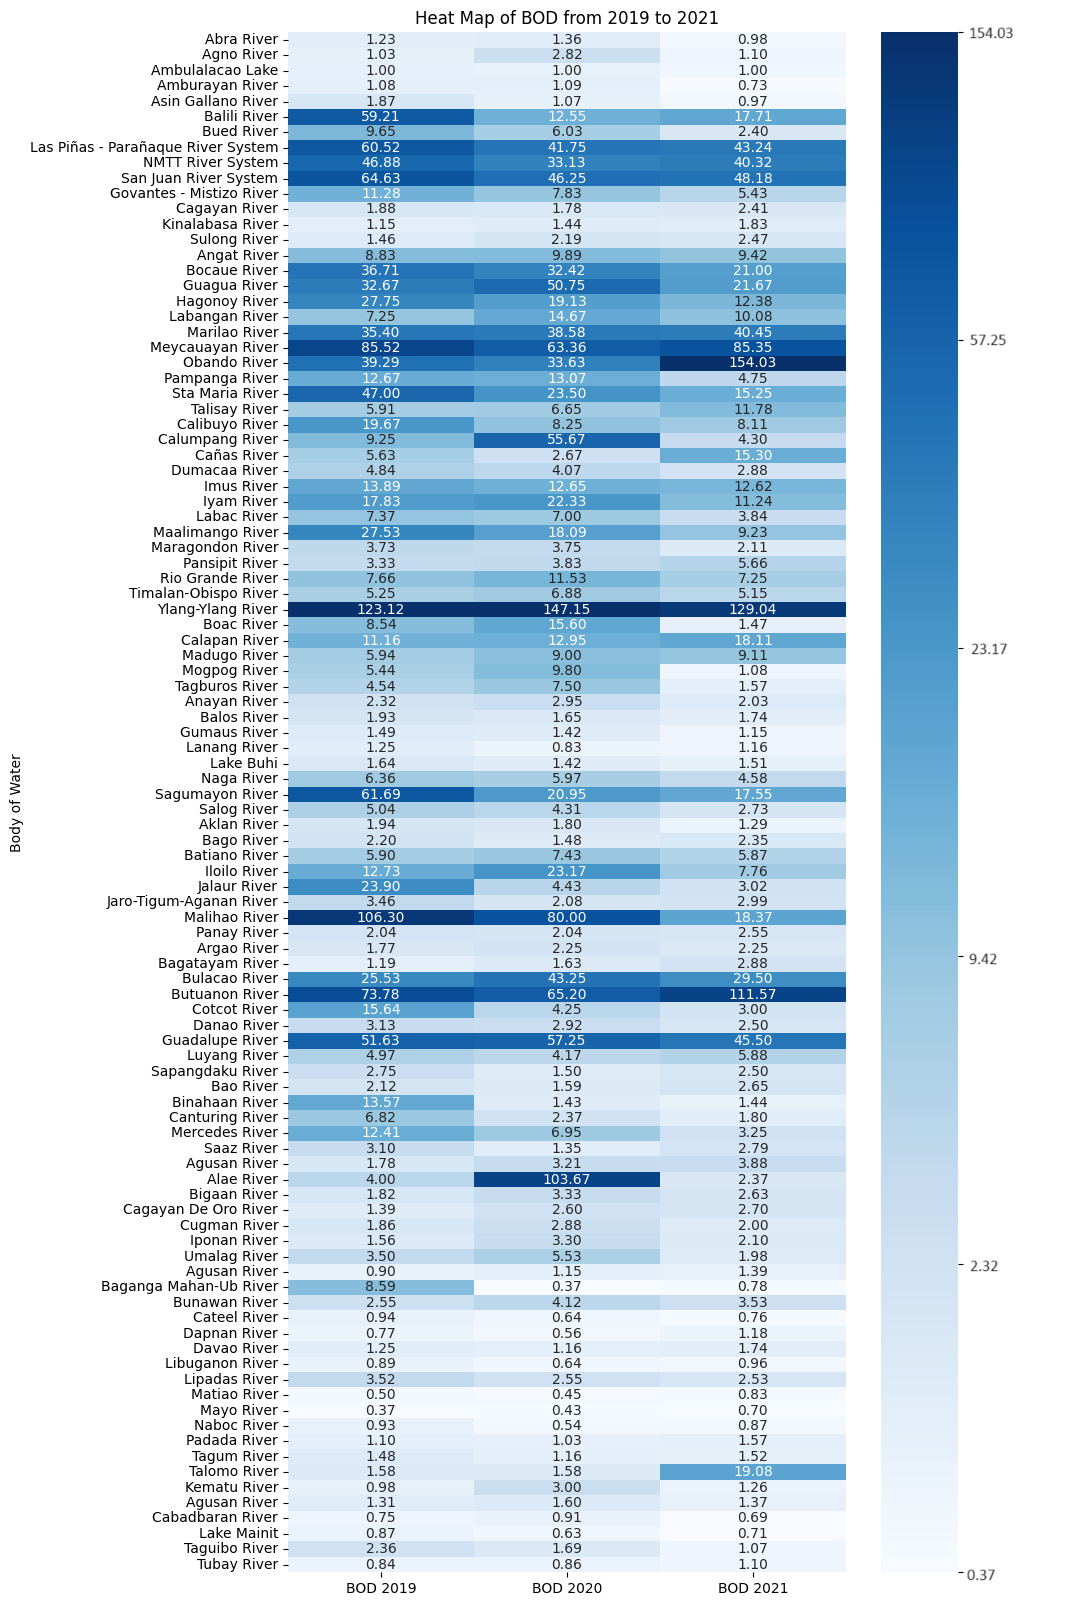 Heat Map of BOD from 2019 to 2021
Abra River 1.23 1.36 0.98
Agno River 1.03 2.82 1.10
Ambulalacao Lake 1.00 1.00 1.00
Amburayan River 1.08 1.09 0.73
Asin Gallano River 1.87 1.07 0.97
Balili River 59.21 12.55 17.71
Bued River 9.65 6.03 2.40
Las Piñas - Parañaque River System 60.52 41.75 43.24
NMTT River System 46.88 33.13 40.32
San Juan River System 64.63 46.25 48.18
Govantes - Mistizo River 11.28 7.83 5.43
Cagayan River 1.88 1.78 2.41
Kinalabasa River 1.15 1.44 1.83
Sulong River 1.46 2.19 2.47
Angat River 8.83 9.89 9.42
Bocaue River 36.71 32.42 21.00
Guagua River 32.67 50.75 21.67
Hagonoy River 27.75 19.13 12.38
Labangan River 7.25 14.67 10.08
Marilao River 35.40 38.58 40.45
Meycauayan River 85.52 63.36 85.35
Obando River 39.29 33.63 154.03
Pampanga River 12.67 13.07 4.75
Sta Maria River 47.00 23.50 15.25
Talisay River 5.91 6.65 11.78
Calibuyo River 19.67 8.25 8.11
Calumpang River 9.25 55.67 4.30
Cañas River 5.63 2.67 15.30
Dumacaa River 4.84 4.07 2.88
Imus River 13.89 12.65 12.62
Iyam River 17.83 22.33 11.24
Labac River 7.37 7.00 3.84
Maalimango River 27.53 18.09 9.23
Maragondon River 3.73 3.75 2.11
Pansipit River 3.33 3.83 5.66
Rio Grande River 7.66 11.53 7.25
Timalan-Obispo River 5.25 6.88 5.15
Ylang-Ylang River 123.12 147.15 129.04
Boac River 8.54 15.60 1.47
Calapan River 11.16 12.95 18.11
Madugo River 5.94 9.00 9.11
Mogpog River 5.44 9.80 1.08
Tagburos River 4.54 7.50 1.57
Anayan River 2.32 2.95 2.03
Balos River 1.93 1.65 1.74
Gumaus River 1.49 1.42 1.15
Lanang River 1.25 0.83 1.16
Lake Buhi 1.64 1.42 1.51
Naga River 6.36 5.97 4.58
Sagumayon River 61.69 20.95 17.55
Salog River 5.04 4.31 2.73
Aklan River 1.94 1.80 1.29
Bago River 2.20 1.48 2.35
Batiano River 5.90 7.43 5.87
Iloilo River 12.73 23.17 7.76
Jalaur River 23.90 4.43 3.02
Jaro-Tigum-Aganan River 3.46 2.08 2.99
Malihao River 106.30 80.00 18.37
Panay River 2.04 2.04 2.55
Argao River 1.77 2.25 2.25
Bagatayam River 1.19 1.63 2.88
Bulacao River 25.53 43.25 29.50
Butuanon River 73.78 65.20 111.57
Cotcot River 15.64 4.25 3.00
Danao River 3.13 2.92 2.50
Guadalupe River 51.63 57.25 45.50
Luyang River 4.97 4.17 5.88
Sapangdaku River 2.75 1.50 2.50
Bao River 2.12 1.59 2.65
Binahaan River 13.57 1.43 1.44
Canturing River 6.82 2.37 1.80
Mercedes River 12.41 6.95 3.25
Saaz River 3.10 1.35 2.79
Agusan River 1.78 3.21 3.88
Alae River 4.00 103.67 2.37
Bigaan River 1.82 3.33 2.63
Cagayan De Oro River 1.39 2.60 2.70
Cugman River 1.86 2.88 2.00
Iponan River 1.56 3.30 2.10
Umalag River 3.50 5.53 1.98
Agusan River 0.90 1.15 1.39
Baganga Mahan-Ub River 8.59 0.37 0.78
Bunawan River 2.55 4.12 3.53
Cateel River 0.94 0.64 0.76
Dapnan River 0.77 0.56 1.18
Davao River 1.25 1.16 1.74
Libuganon River 0.89 0.64 0.96
Lipadas River 3.52 2.55 2.53
Matiao River 0.50 0.45 0.83
Mayo River 0.37 0.43 0.70
Naboc River 0.93 0.54 0.87
Padada River 1.10 1.03 1.57
Tagum River 1.48 1.16 1.52
Talomo River 1.58 1.58 19.08
Kematu River 0.98 3.00 1.26
Agusan River 1.31 1.60 1.37
Cabadbaran River 0.75 0.91 0.69
Lake Mainit 0.87 0.63 0.71
Taguibo River 2.36 1.69 1.07
Tubay River 0.84 0.86 1.10
BOD 2019 BOD 2020 BOD 2021
Body of Water
154.03
57.25
23.17
9.42
2.32
0.37